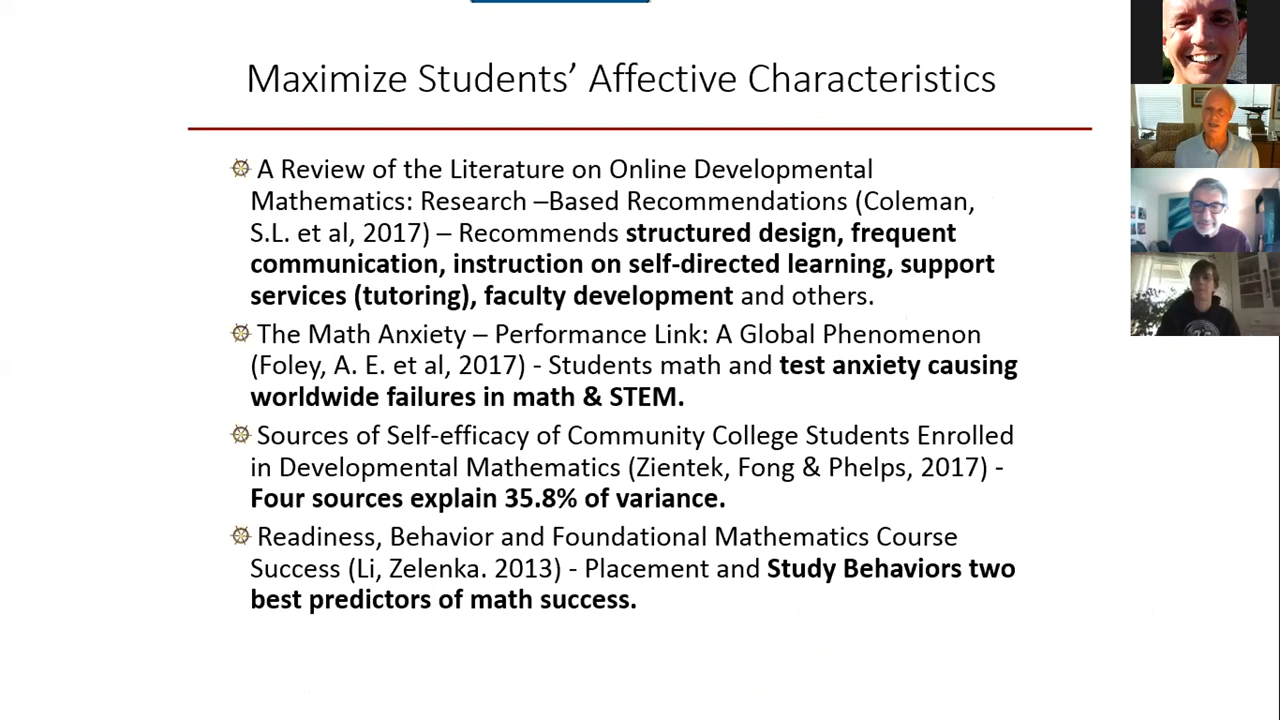 Maximize Students’ Affective Characteristics
A Review of the Literature on Online Developmental
Mathematics: Research –Based Recommendations (Coleman,
S.L. et al, 2017) – Recommends structured design, frequent
communication, instruction on self-directed learning, support
services (tutoring), faculty development and others.
The Math Anxiety – Performance Link: A Global Phenomenon
(Foley, A. E. et al, 2017) - Students math and test anxiety causing
worldwide failures in math & STEM.
Sources of Self-efficacy of Community College Students Enrolled
in Developmental Mathematics (Zientek, Fong & Phelps, 2017) -
Four sources explain 35.8% of variance.
Readiness, Behavior and Foundational Mathematics Course
Success (Li, Zelenka. 2013) - Placement and Study Behaviors two
best predictors of math success.